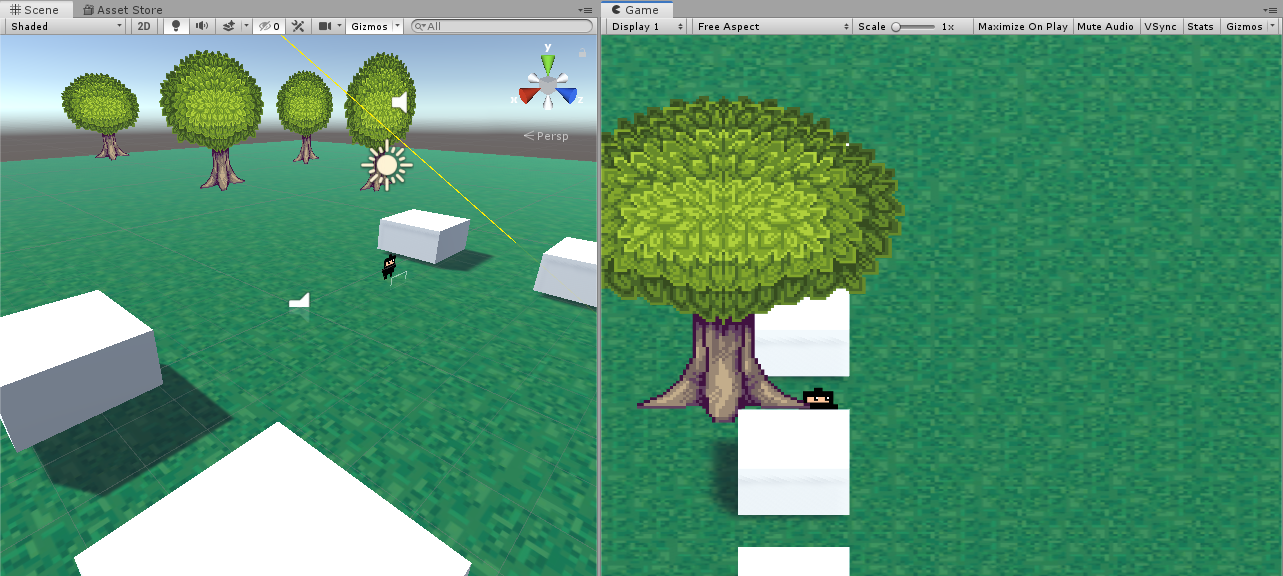 Scene
Asset Store
Shaded
2D
0
Gizmos
All
y
x
z
Persp
Game
Display 1
Free Aspect
Scale
1x
Maximize On Play
Mute Audio
VSync
Stats
Gizmos